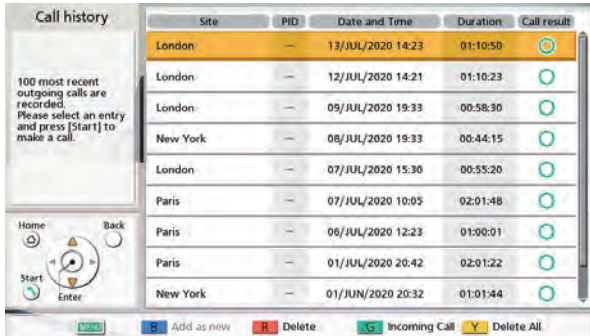 Call history
Site PID Date and Time Duration Call result
London — 13/JUL/2020 14:23 01:10:50
London — 12/JUL/2020 14:21 01:10:23
London — 09/JUL/2020 19:33 00:58:30
New York — 08/JUL/2020 19:33 00:44:15
London — 07/JUL/2020 15:30 00:55:20
Paris — 07/JUL/2020 10:05 02:01:48
Paris — 06/JUL/2020 12:23 01:00:01
Paris — 01/JUL/2020 20:42 02:01:22
New York — 01/JUN/2020 20:32 01:01:44
100 most recent
outgoing calls are
recorded.
Please select an entry
and press [Start] to
make a call.
Home Back
Start
Enter
MENU B Add as new R Delete G Incoming Call Y Delete All